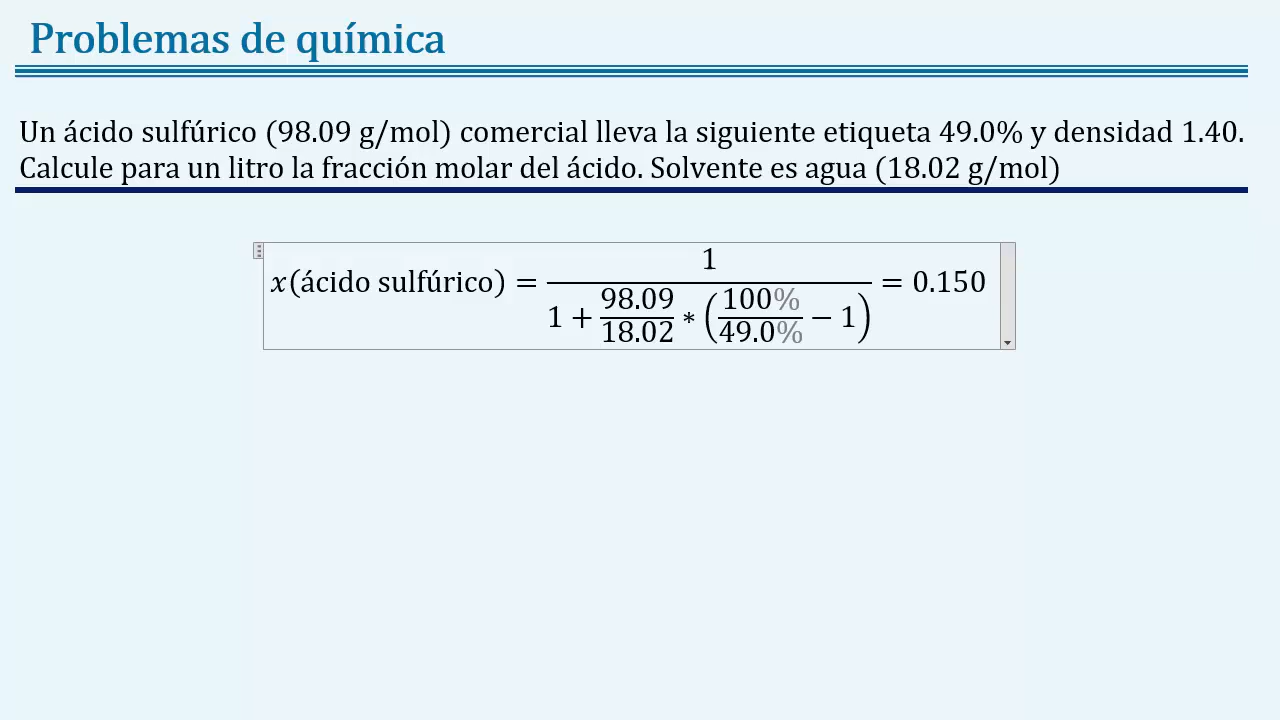 Problemas de química
Un ácido sulfúrico (98.09 g/mol) comercial lleva la siguiente etiqueta 49.0% y densidad 1.40.
Calcule para un litro la fracción molar del ácido. Solvente es agua (18.02 g/mol)
x(ácido sulfúrico) = 1 / (1 + 98.09/18.02 * (100%/49.0% − 1)) = 0.150